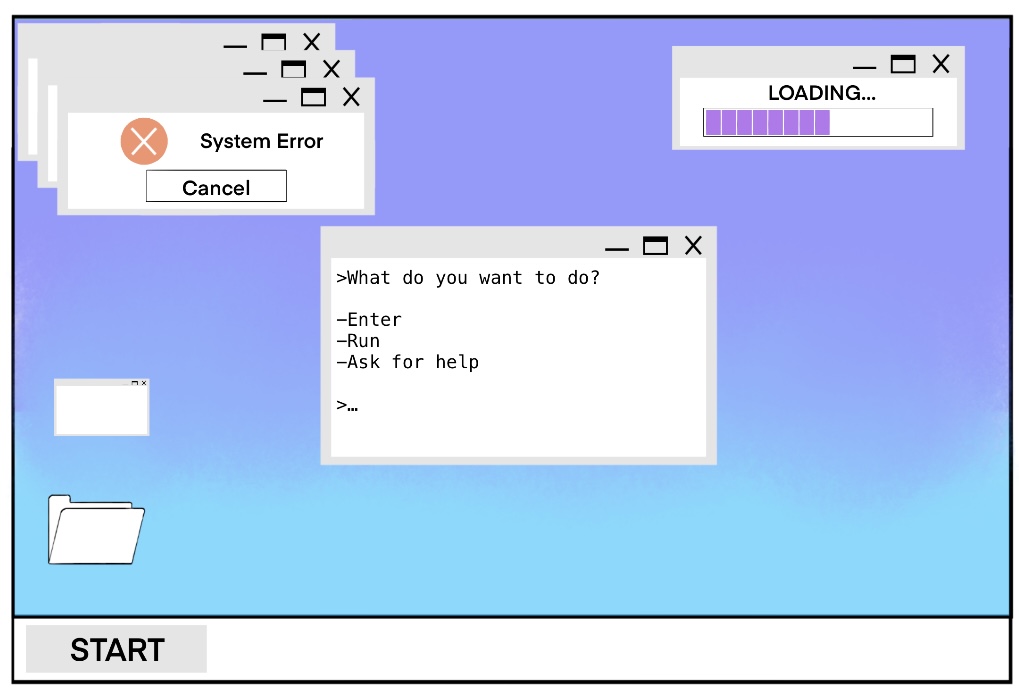 System Error
Cancel
LOADING...
>What do you want to do?
–Enter
–Run
–Ask for help
>…
START